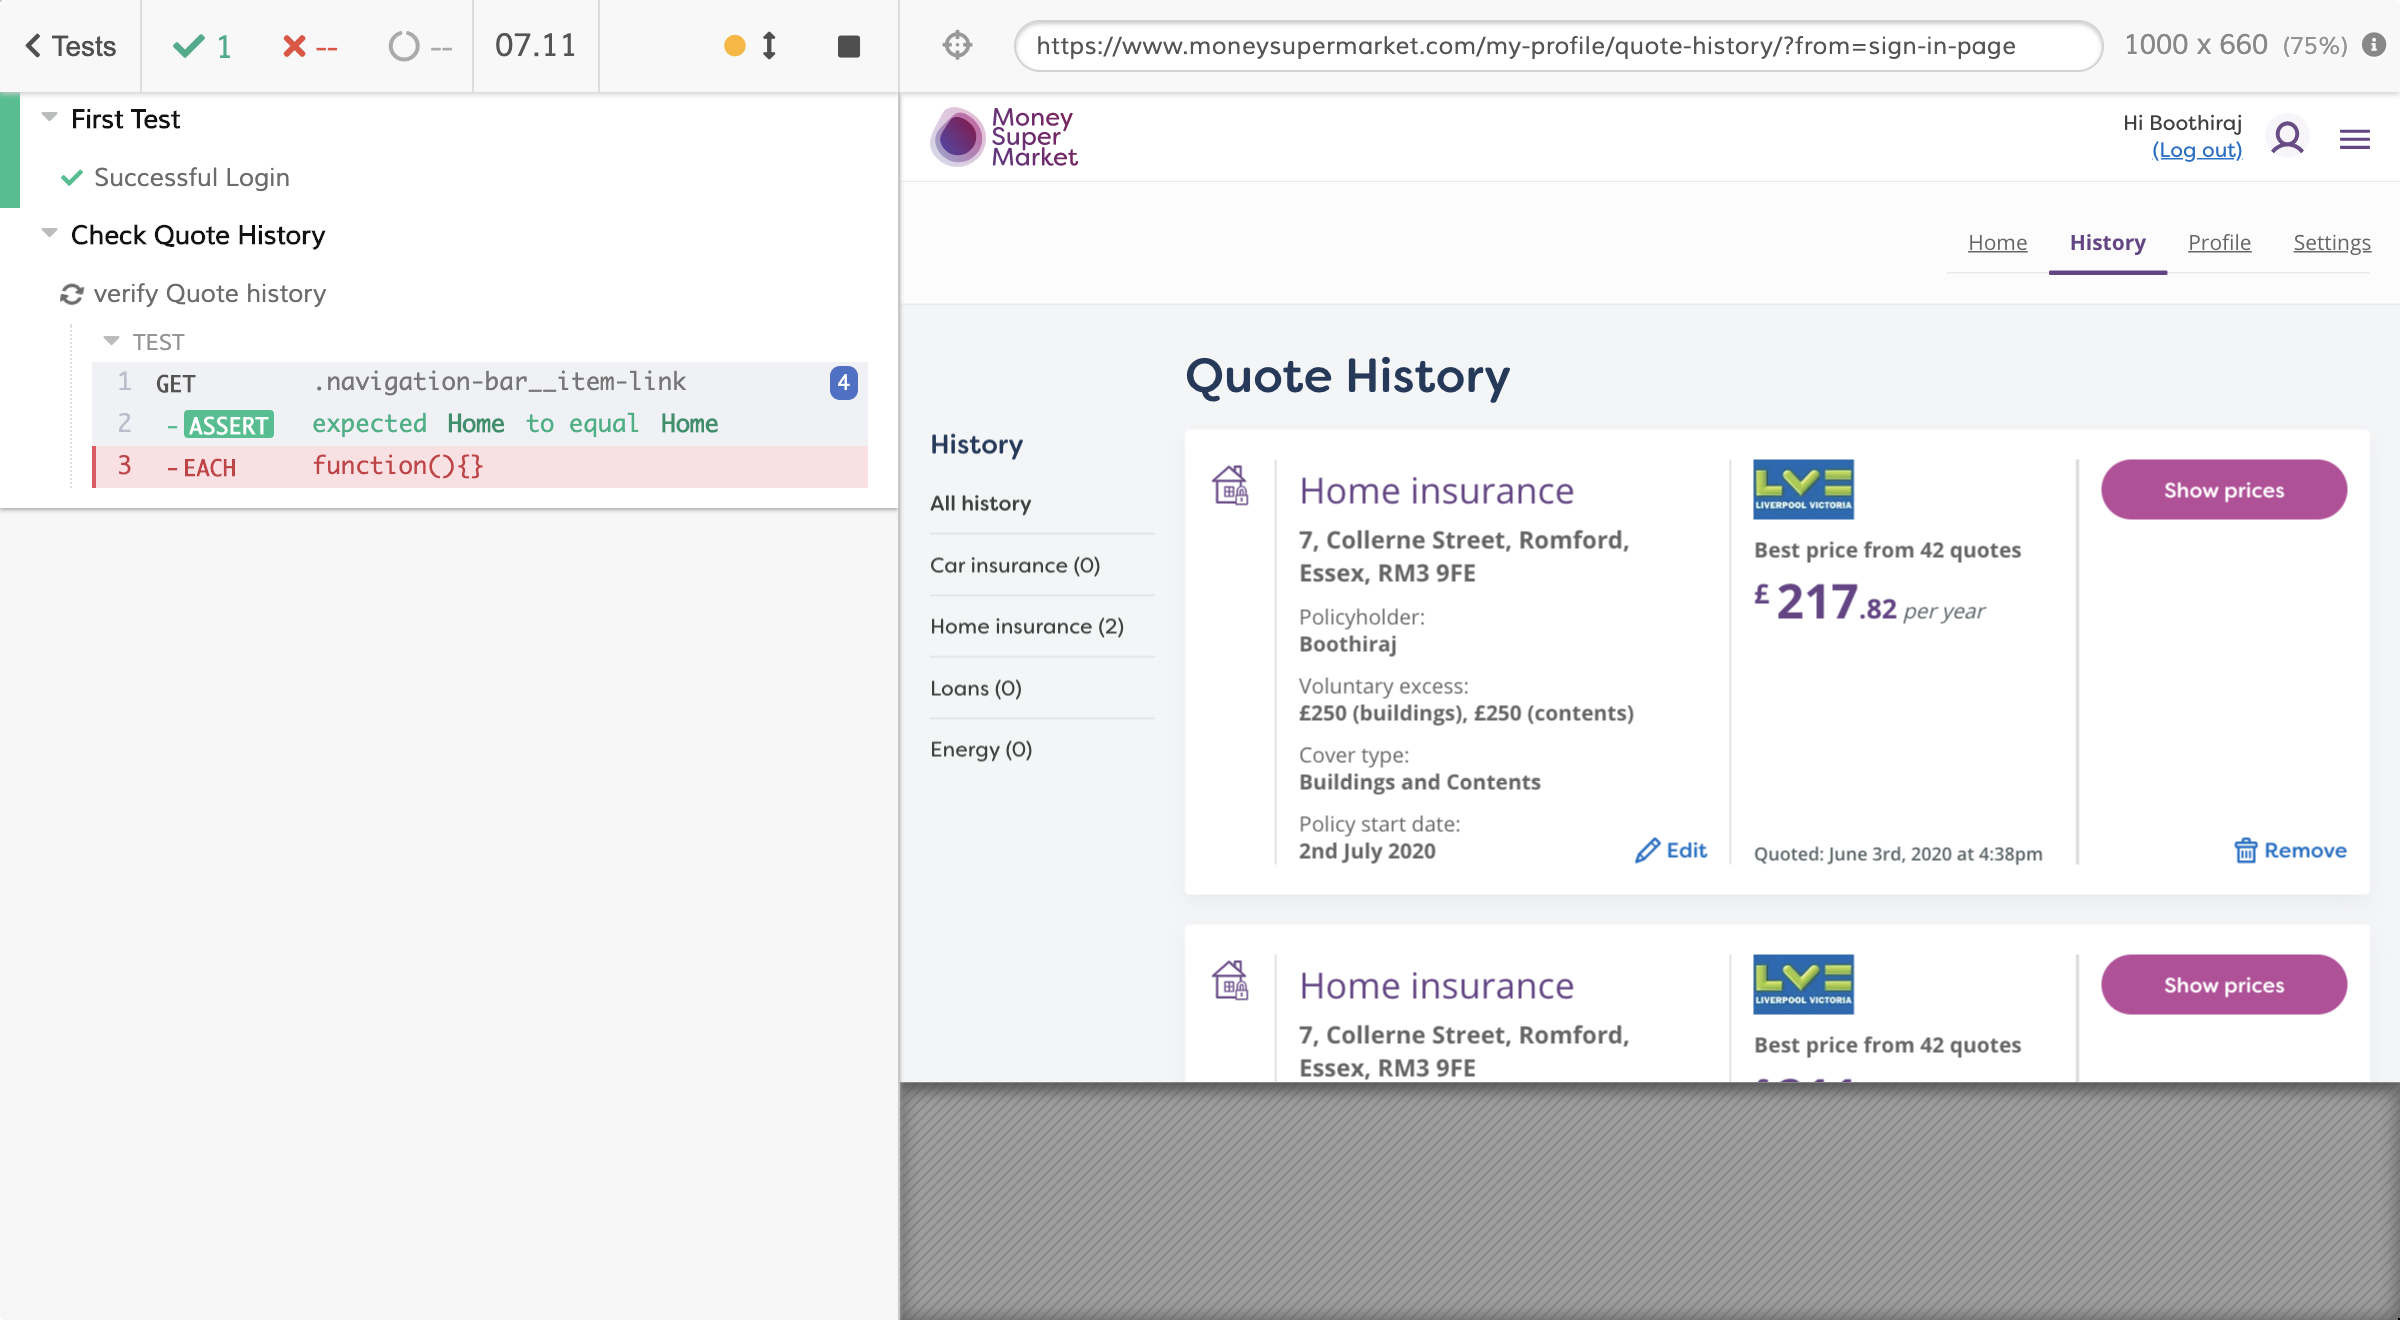 Tests
1
--
--
07.11
https://www.moneysupermarket.com/my-profile/quote-history/?from=sign-in-page
1000 x 660 (75%)
First Test
Successful Login
Check Quote History
verify Quote history
TEST
1 GET .navigation-bar__item-link 4
2 -ASSERT expected Home to equal Home
3 -EACH function(){}
Money
Super
Market
Hi Boothiraj
(Log out)
Home History Profile Settings
Quote History
History
All history
Car insurance (0)
Home insurance (2)
Loans (0)
Energy (0)
Home insurance
7, Collerne Street, Romford,
Essex, RM3 9FE
Policyholder:
Boothiraj
Voluntary excess:
£250 (buildings), £250 (contents)
Cover type:
Buildings and Contents
Policy start date:
2nd July 2020
Edit
LVE
LIVERPOOL VICTORIA
Best price from 42 quotes
£217.82 per year
Quoted: June 3rd, 2020 at 4:38pm
Show prices
Remove
Home insurance
7, Collerne Street, Romford,
Essex, RM3 9FE
LVE
LIVERPOOL VICTORIA
Best price from 42 quotes
Show prices